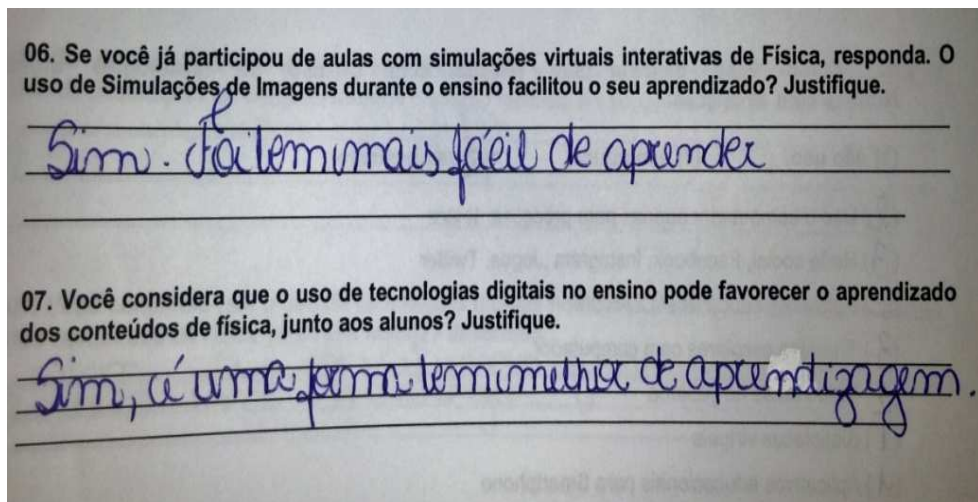 06. Se você já participou de aulas com simulações virtuais interativas de Física, responda. O
uso de Simulações de Imagens durante o ensino facilitou o seu aprendizado? Justifique.
Sim. foi bem mais fácil de aprender
07. Você considera que o uso de tecnologias digitais no ensino pode favorecer o aprendizado
dos conteúdos de física, junto aos alunos? Justifique.
Sim, é uma forma bem melhor de aprendizagem.